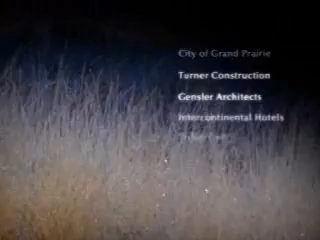 City of Grand Prairie
Turner Construction
Gensler Architects
Intercontinental Hotels